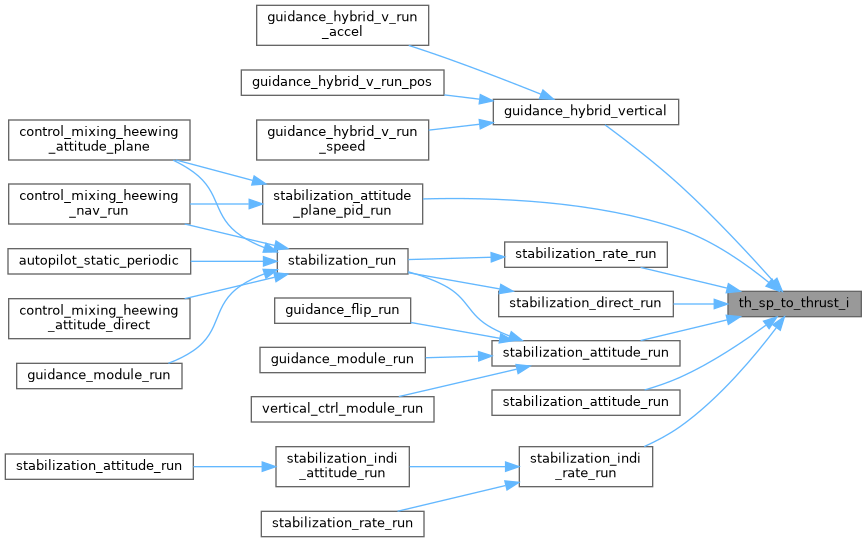 guidance_hybrid_v_run
_accel
guidance_hybrid_v_run_pos
guidance_hybrid_vertical
control_mixing_heewing
_attitude_plane
guidance_hybrid_v_run
_speed
control_mixing_heewing
_nav_run
stabilization_attitude
_plane_pid_run
autopilot_static_periodic
stabilization_run
stabilization_rate_run
control_mixing_heewing
_attitude_direct
guidance_flip_run
stabilization_direct_run
th_sp_to_thrust_i
guidance_module_run
guidance_module_run
stabilization_attitude_run
vertical_ctrl_module_run
stabilization_attitude_run
stabilization_attitude_run
stabilization_indi
_attitude_run
stabilization_indi
_rate_run
stabilization_rate_run